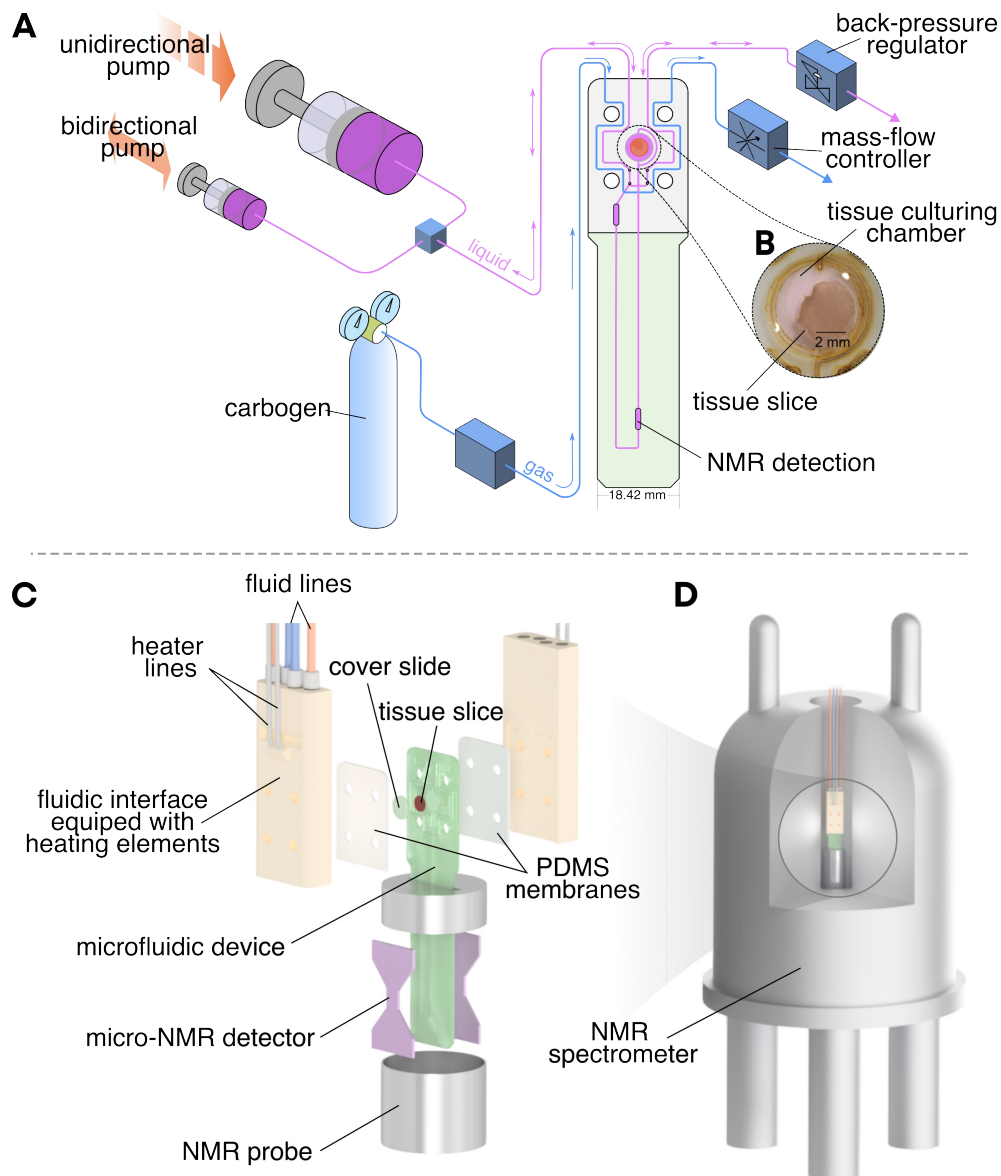 A
unidirectional
pump
bidirectional
pump
back-pressure
regulator
mass-flow
controller
liquid
tissue culturing
chamber
B
2 mm
tissue slice
carbogen
NMR detection
gas
18.42 mm
C
D
fluid lines
heater
lines
cover slide
tissue slice
fluidic interface
equiped with
heating elements
PDMS
membranes
microfluidic device
micro-NMR detector
NMR
spectrometer
NMR probe